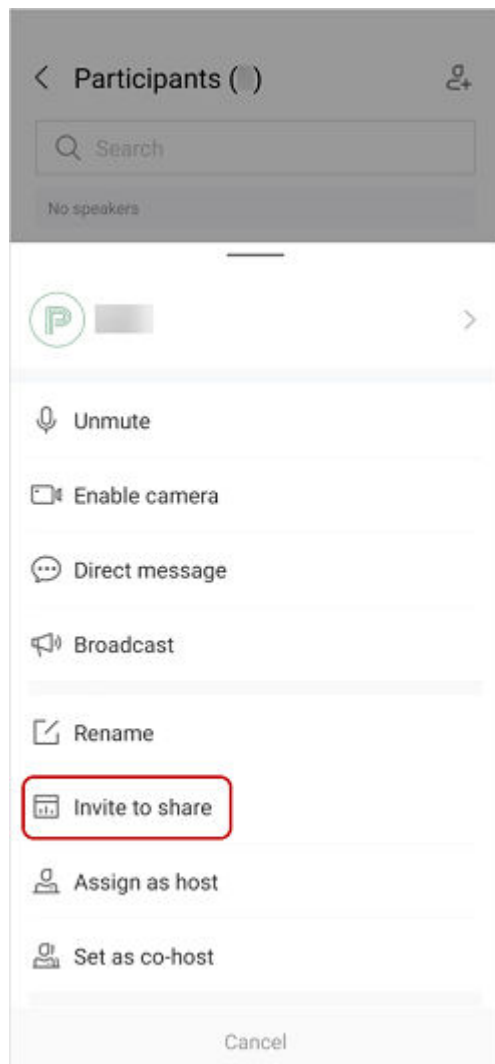 Participants ( )
Search
No speakers
P
Unmute
Enable camera
Direct message
Broadcast
Rename
Invite to share
Assign as host
Set as co-host
Cancel